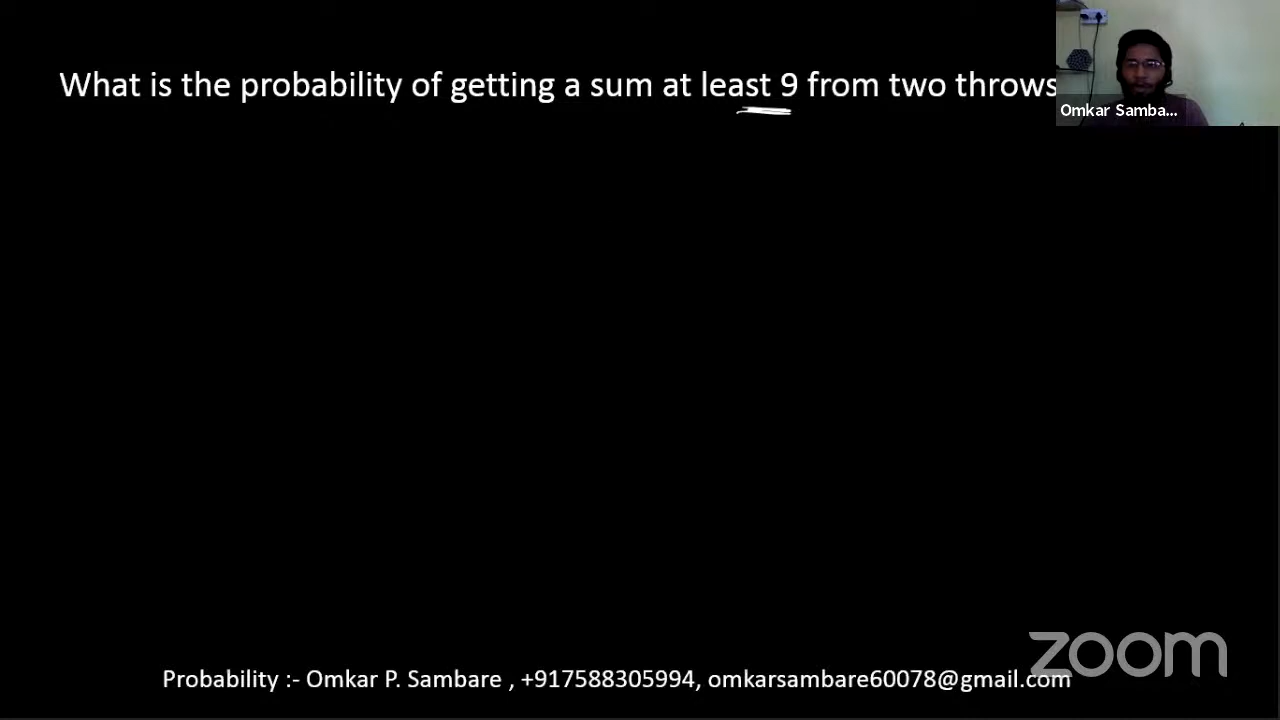 What is the probability of getting a sum at least 9 from two throws
Omkar Samba...
zoom
Probability :- Omkar P. Sambare , +917588305994, omkarsambare60078@gmail.com